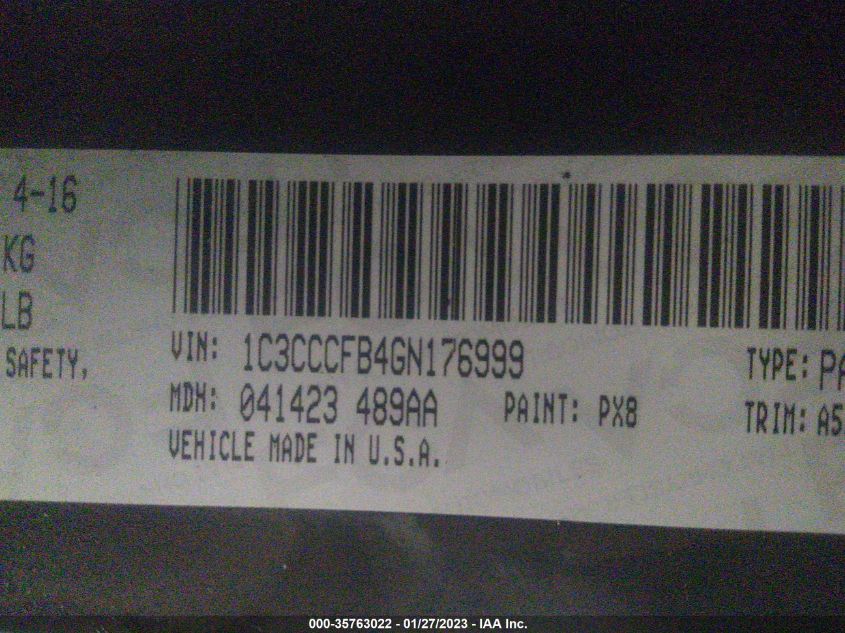 4-16
KG
LB
SAFETY,
VIN: 1C3CCCFB4GN176999
TYPE: PA
MDH: 041423 489AA
PAINT: PX8
TRIM: A5
VEHICLE MADE IN U.S.A.
000-35763022 - 01/27/2023 - IAA Inc.